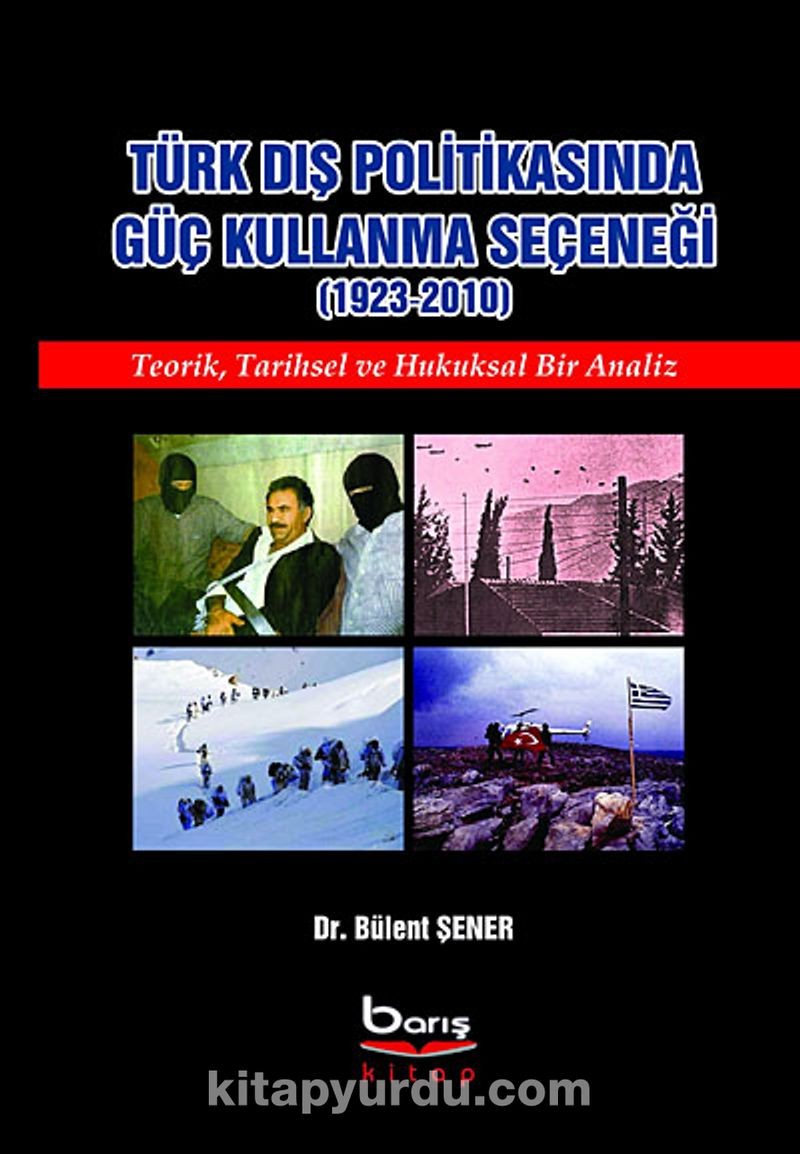 TÜRK DIŞ POLİTİKASINDA
GÜÇ KULLANMA SEÇENEĞİ
(1923-2010)
Teorik, Tarihsel ve Hukuksal Bir Analiz
Dr. Bülent ŞENER
barış
kitap
kitapyurdu.com